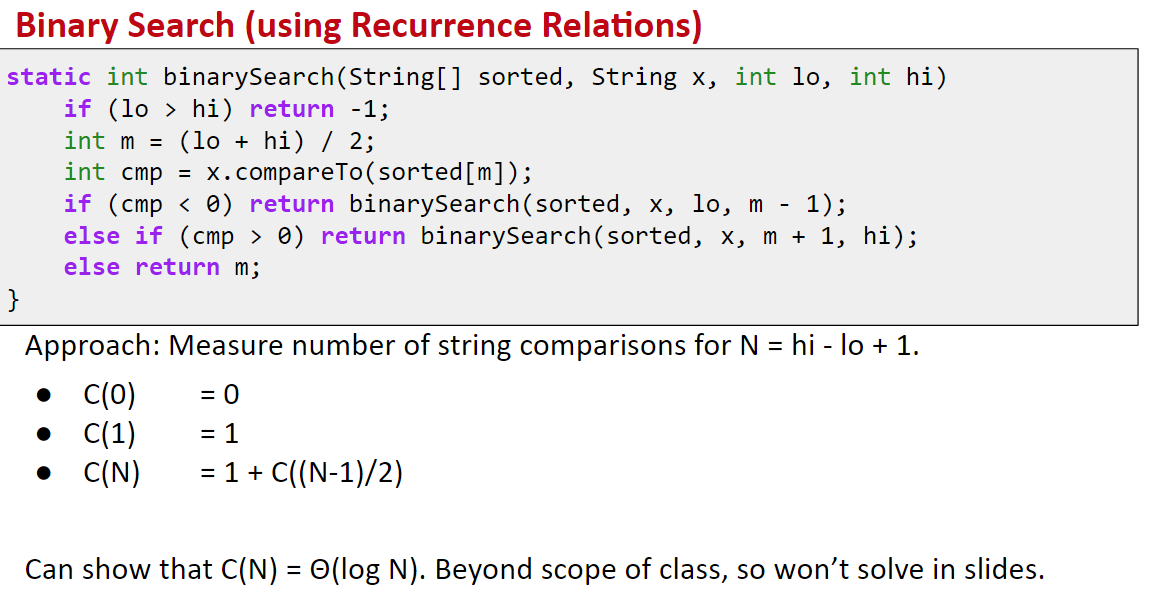 Binary Search (using Recurrence Relations)
static int binarySearch(String[] sorted, String x, int lo, int hi)
    if (lo > hi) return -1;
    int m = (lo + hi) / 2;
    int cmp = x.compareTo(sorted[m]);
    if (cmp < 0) return binarySearch(sorted, x, lo, m - 1);
    else if (cmp > 0) return binarySearch(sorted, x, m + 1, hi);
    else return m;
}
Approach: Measure number of string comparisons for N = hi - lo + 1.
● C(0) = 0
● C(1) = 1
● C(N) = 1 + C((N-1)/2)
Can show that C(N) = Θ(log N). Beyond scope of class, so won’t solve in slides.